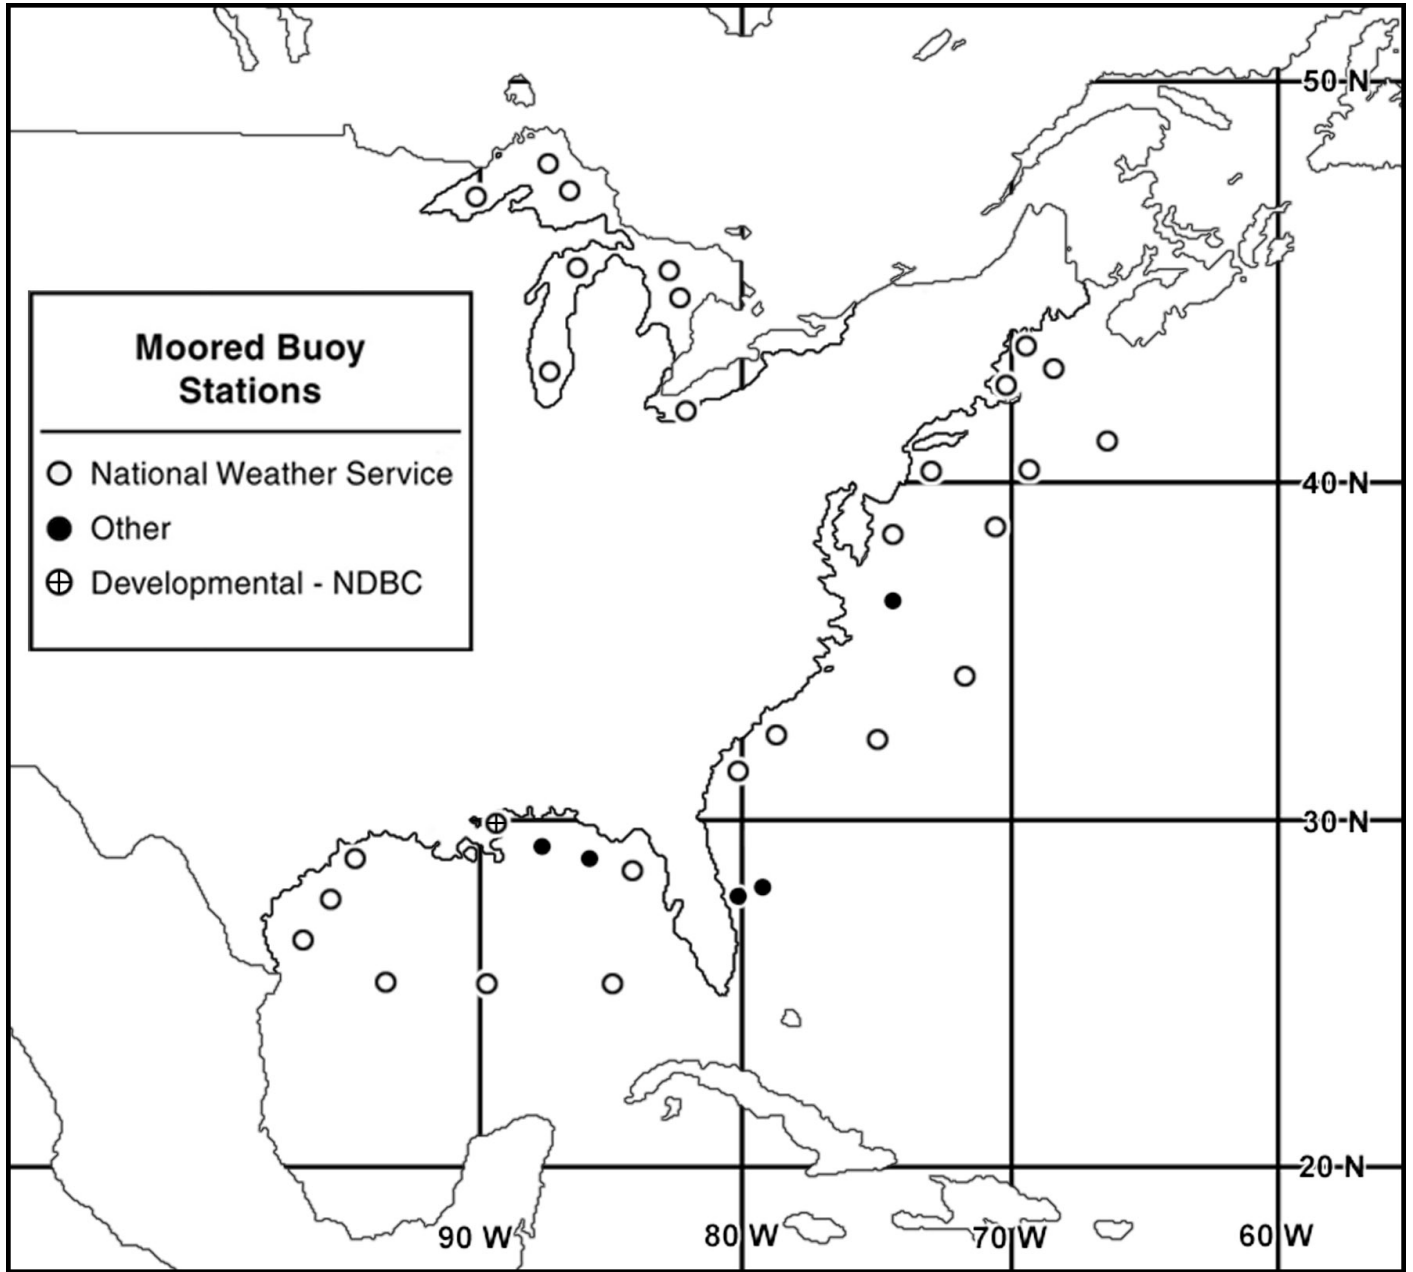 50 N
Moored Buoy
Stations
National Weather Service
40 N
Other
Developmental - NDBC
30 N
20 N
90 W
80 W
70 W
60 W